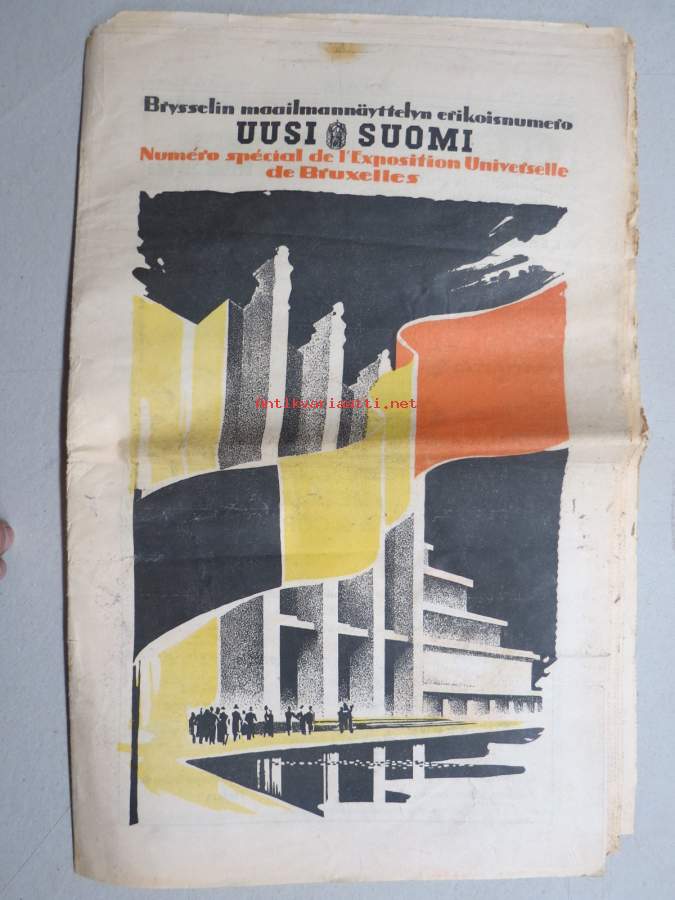 Brysselin maailmannäyttelyn erikoisnumero
UUSI SUOMI
Numéro spécial de l'Exposition Universelle
de Bruxelles
Antikvariaatti.net